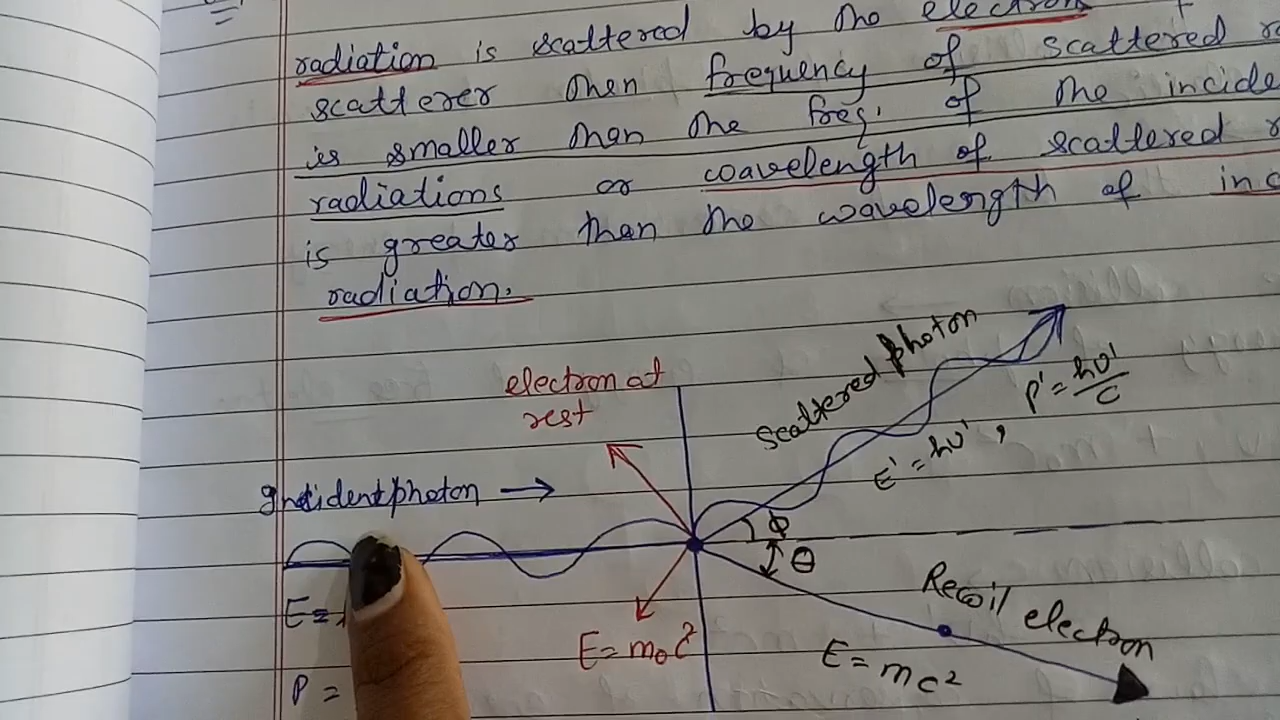 radiation is scattered by the electron
scatterer then frequency of scattered
is smaller than the freq. of the incide
radiations or wavelength of scattered
is greater than the wavelength of inc
radiation.
electron at
rest
Incident photon →
Scattered photon
E' = hν', P' = hν'/c
ϕ
θ
E =
P =
E = m₀c²
Recoil electron
E = mc²